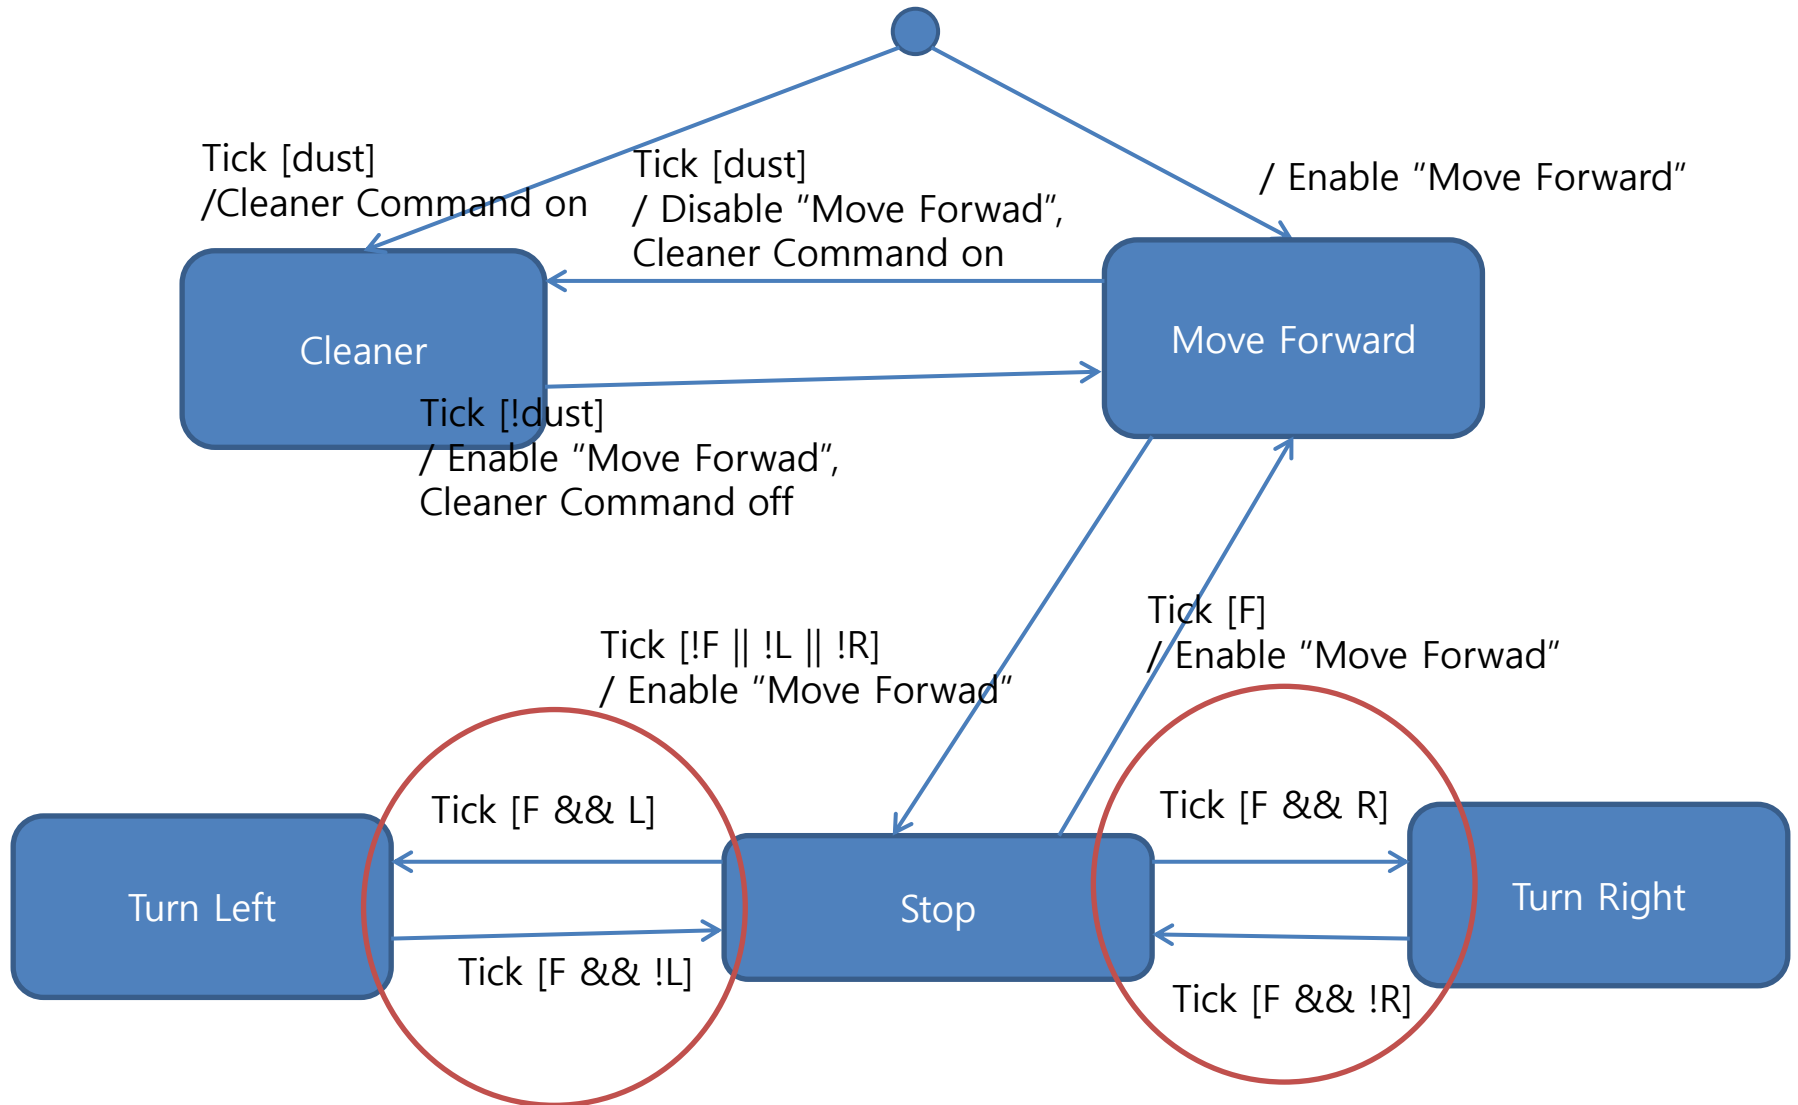 Tick [dust]
/Cleaner Command on
Tick [dust]
/ Disable "Move Forwad",
Cleaner Command on
/ Enable "Move Forward"
Cleaner
Move Forward
Tick [!dust]
/ Enable "Move Forwad",
Cleaner Command off
Tick [!F || !L || !R]
/ Enable "Move Forwad"
Tick [F]
/ Enable "Move Forwad"
Tick [F && L]
Tick [F && R]
Turn Left
Stop
Turn Right
Tick [F && !L]
Tick [F && !R]